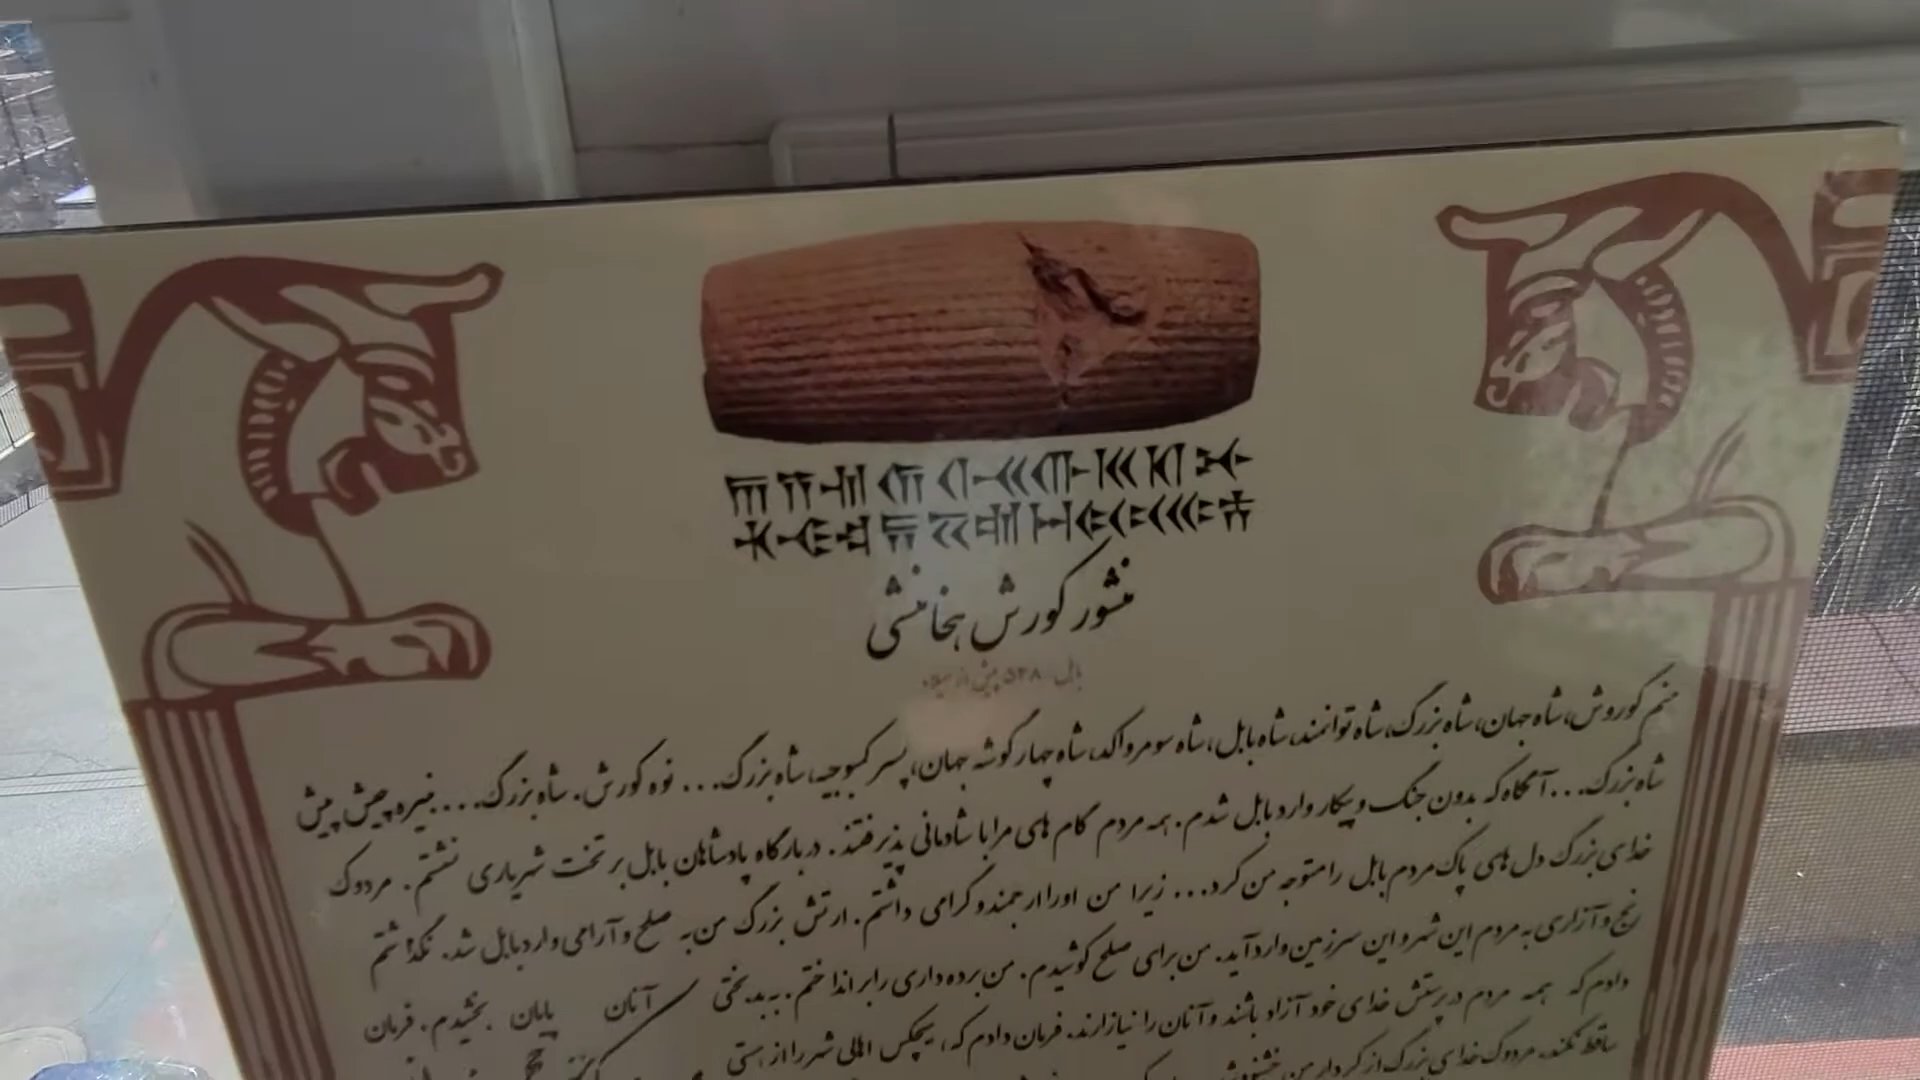 منشور کورش هخامنشی
بابل ۵۳۸ پیش از میلاد
منم کوروش، شاه جهان، شاه بزرگ، شاه توانمند، شاه بابل، شاه سومر و اکد، شاه چهار گوشه جهان، پسر کمبوجیه، شاه بزرگ... نوه کورش، شاه بزرگ... نبیره چیش پیش
شاه بزرگ... آنگاه که بدون جنگ و پیکار وارد بابل شدم. همه مردم گام های مرا با شادمانی پذیرفتند. در بارگاه پادشاهان بابل بر تخت شهریاری نشستم. مردوک
خدای بزرگ دل های پاک مردم بابل را متوجه من کرد... زیرا من او را ارجمند و گرامی داشتم. ارتش بزرگ من به صلح و آرامی وارد بابل شد. نگذاشتم
رنج و آزاری به مردم این شهر و این سرزمین وارد آید. من برای صلح کوشیدم. من برده داری را برانداختم. به بدبختی آنان پایان بخشیدم. فرمان
دادم که همه مردم در پرستش خدای خود آزاد باشند و آنان را نیازارند. فرمان دادم که، هیچکس اهالی شهر را از هستی
ساقط نکند. مردوک خدای بزرگ از کردار من